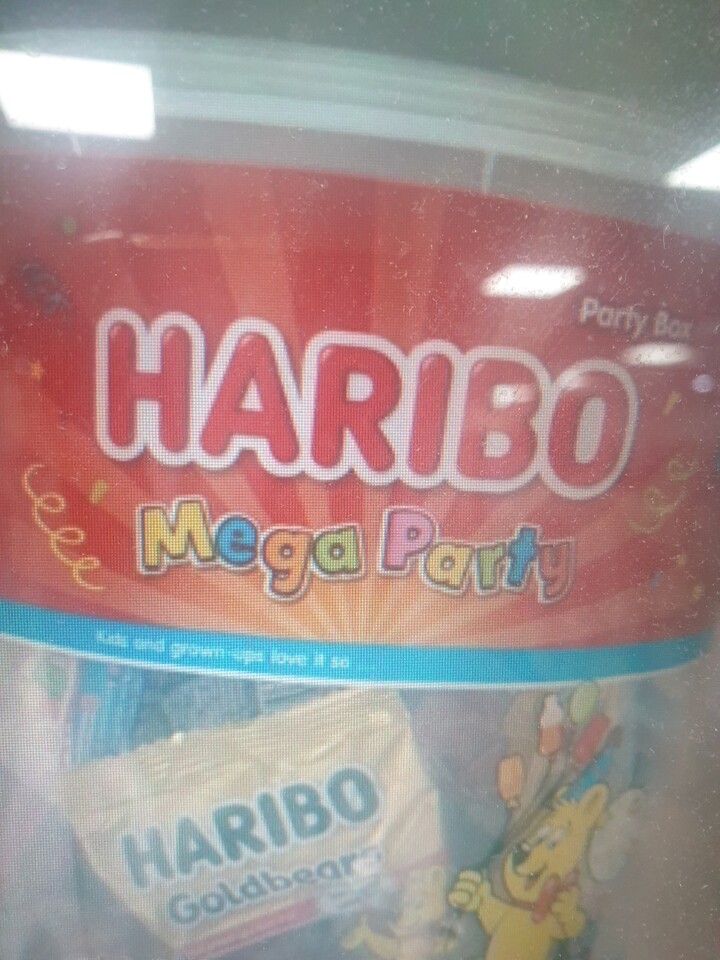 Party Box
HARIBO
Mega Party
Kids and grown-ups love it so ....
HARIBO
Goldbears